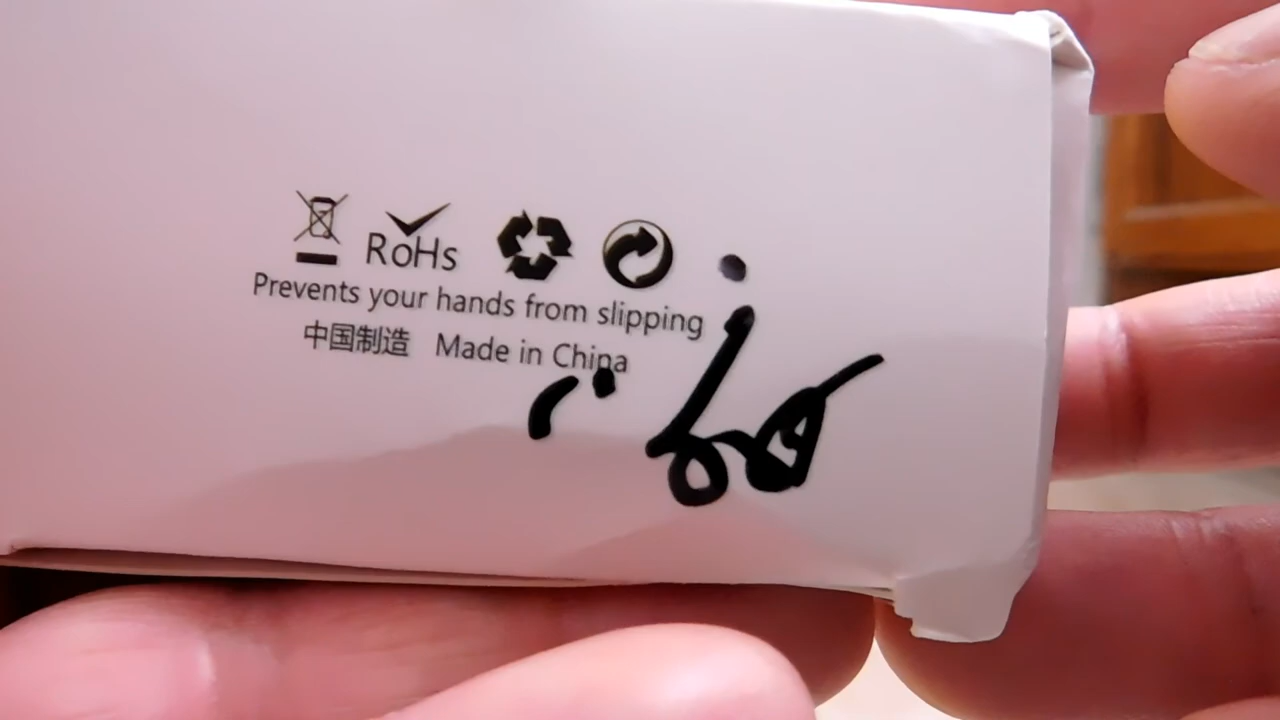 RoHS
Prevents your hands from slipping
中国制造 Made in China